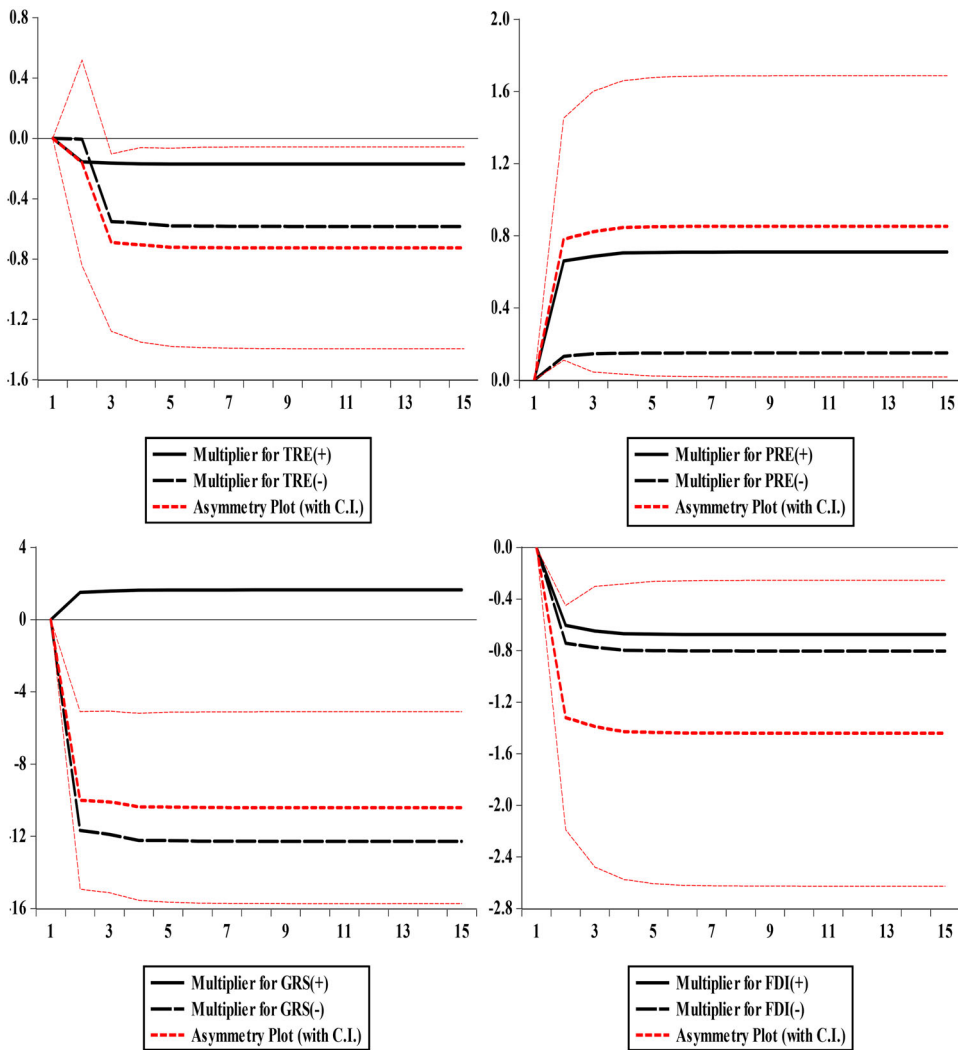 0.8
0.4
0.0
-0.4
-0.8
-1.2
-1.6
1 3 5 7 9 11 13 15
Multiplier for TRE(+)
Multiplier for TRE(-)
Asymmetry Plot (with C.I.)
2.0
1.6
1.2
0.8
0.4
0.0
1 3 5 7 9 11 13 15
Multiplier for PRE(+)
Multiplier for PRE(-)
Asymmetry Plot (with C.I.)
4
0
-4
-8
-12
-16
1 3 5 7 9 11 13 15
Multiplier for GRS(+)
Multiplier for GRS(-)
Asymmetry Plot (with C.I.)
0.0
-0.4
-0.8
-1.2
-1.6
-2.0
-2.4
-2.8
1 3 5 7 9 11 13 15
Multiplier for FDI(+)
Multiplier for FDI(-)
Asymmetry Plot (with C.I.)